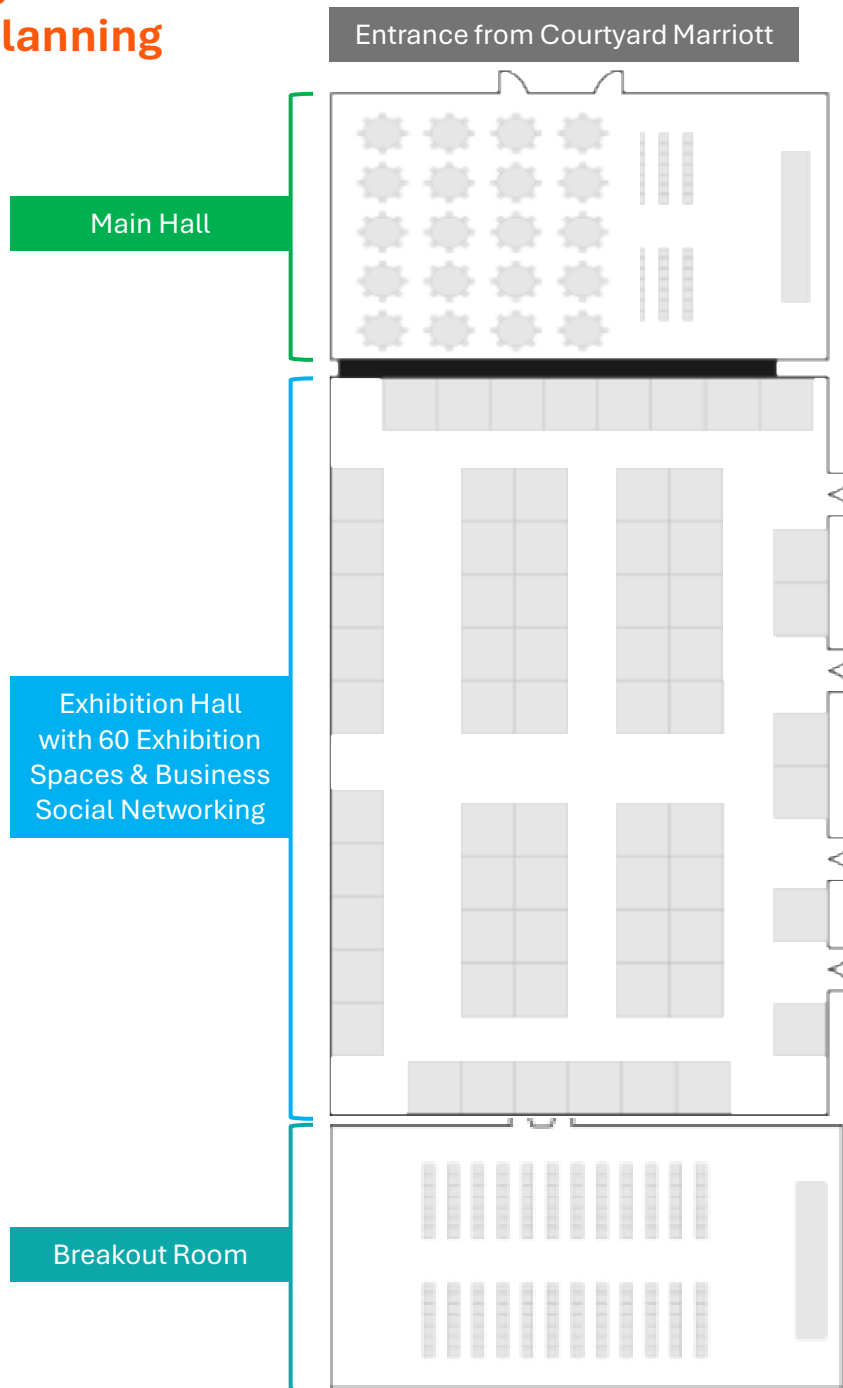 lanning
Entrance from Courtyard Marriott
Main Hall
Exhibition Hall
with 60 Exhibition
Spaces & Business
Social Networking
Breakout Room